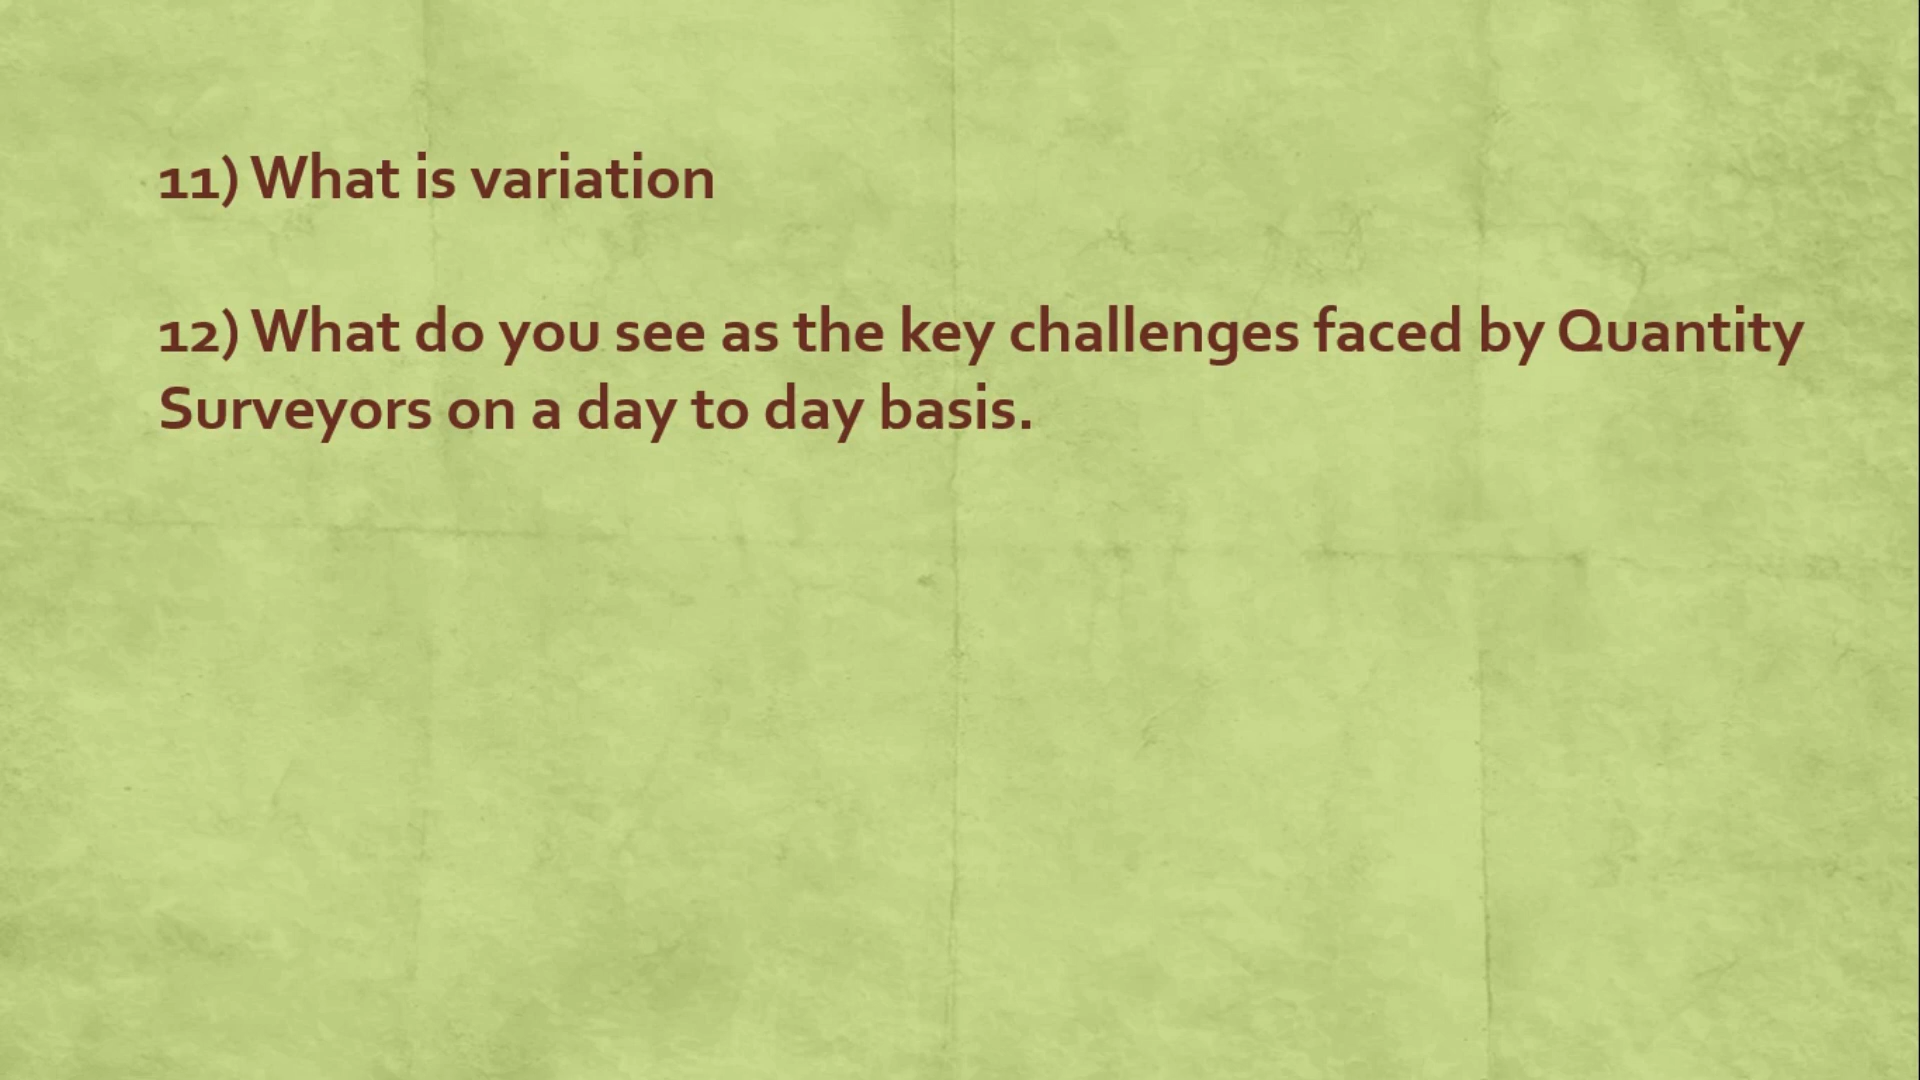 11) What is variation
12) What do you see as the key challenges faced by Quantity
Surveyors on a day to day basis.